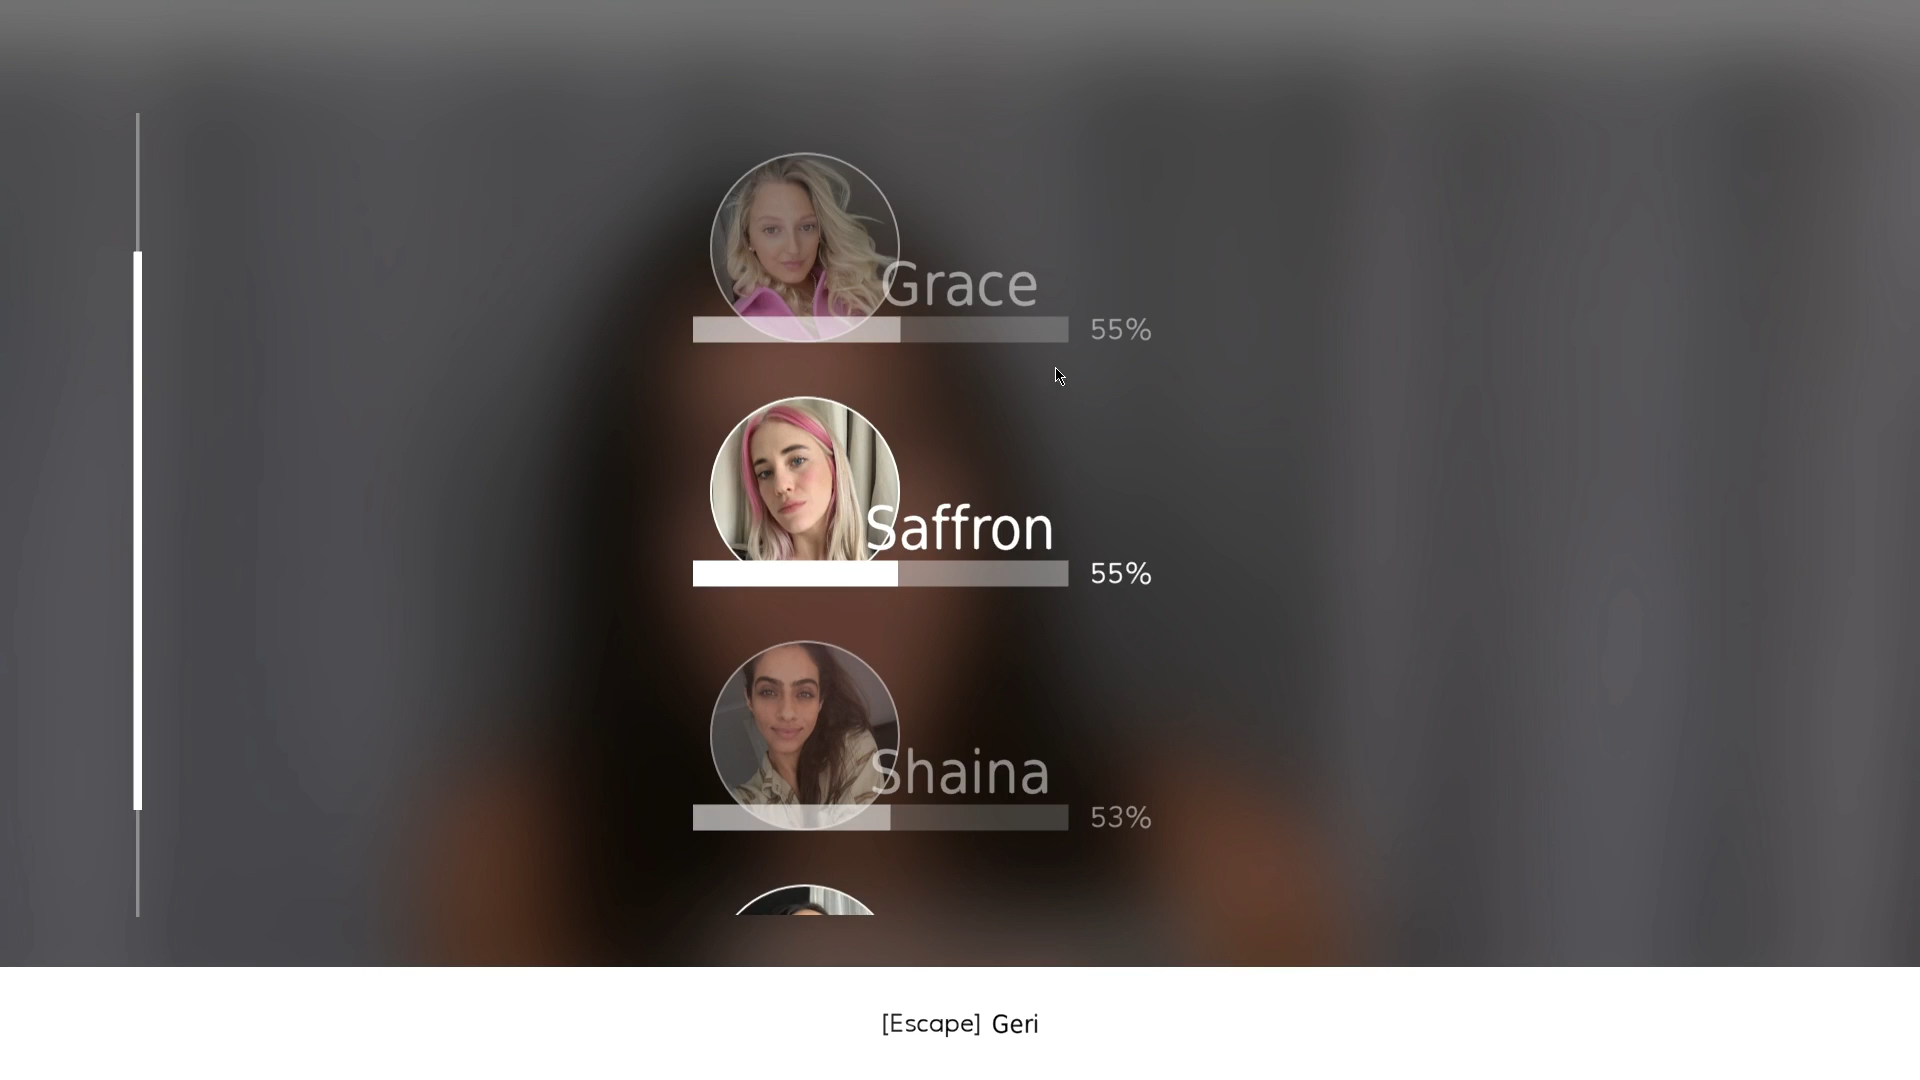 Grace
55%
Saffron
55%
Shaina
53%
[Escape] Geri